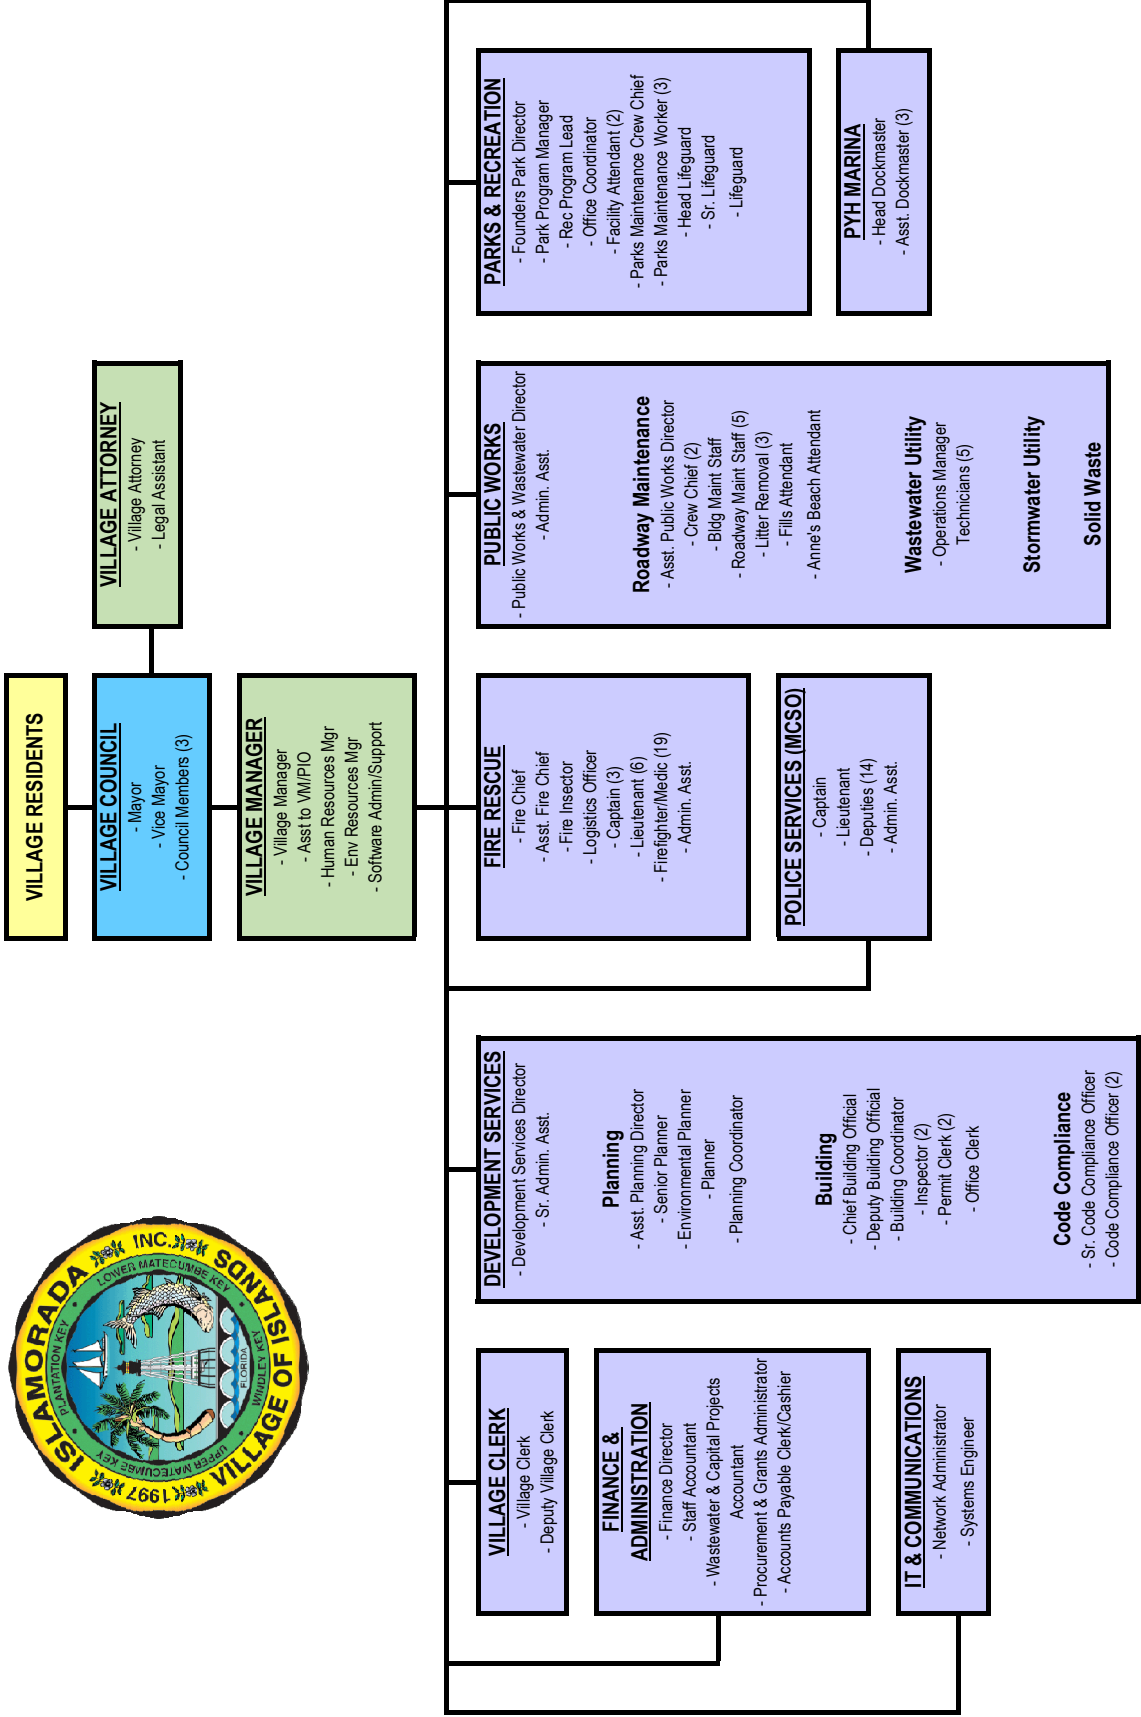 ISLAMORADA
INC.
VILLAGE OF ISLANDS
1997
PLANTATION KEY
LOWER MATECUMBE KEY
WINDLEY KEY
UPPER MATECUMBE KEY
FLORIDA
VILLAGE RESIDENTS
VILLAGE COUNCIL
- Mayor
- Vice Mayor
- Council Members (3)
VILLAGE ATTORNEY
- Village Attorney
- Legal Assistant
VILLAGE MANAGER
- Village Manager
- Asst to VM/PIO
- Human Resources Mgr
- Env Resources Mgr
- Software Admin/Support
VILLAGE CLERK
- Village Clerk
- Deputy Village Clerk
FINANCE &
ADMINISTRATION
- Finance Director
- Staff Accountant
- Wastewater & Capital Projects
Accountant
- Procurement & Grants Administrator
- Accounts Payable Clerk/Cashier
IT & COMMUNICATIONS
- Network Administrator
- Systems Engineer
DEVELOPMENT SERVICES
- Development Services Director
- Sr. Admin. Asst.
Planning
- Asst. Planning Director
- Senior Planner
- Environmental Planner
- Planner
- Planning Coordinator
Building
- Chief Building Official
- Deputy Building Official
- Building Coordinator
- Inspector (2)
- Permit Clerk (2)
- Office Clerk
Code Compliance
- Sr. Code Compliance Officer
- Code Compliance Officer (2)
FIRE RESCUE
- Fire Chief
- Asst. Fire Chief
- Fire Insector
- Logistics Officer
- Captain (3)
- Lieutenant (6)
- Firefighter/Medic (19)
- Admin. Asst.
POLICE SERVICES (MCSO)
- Captain
- Lieutenant
- Deputies (14)
- Admin. Asst.
PUBLIC WORKS
- Public Works & Wastewater Director
- Admin. Asst.
Roadway Maintenance
- Asst. Public Works Director
- Crew Chief (2)
- Bldg Maint Staff
- Roadway Maint Staff (5)
- Litter Removal (3)
- Fills Attendant
- Anne's Beach Attendant
Wastewater Utility
- Operations Manager
Technicians (5)
Stormwater Utility
Solid Waste
PARKS & RECREATION
- Founders Park Director
- Park Program Manager
- Rec Program Lead
- Office Coordinator
- Facility Attendant (2)
- Parks Maintenance Crew Chief
- Parks Maintenance Worker (3)
- Head Lifeguard
- Sr. Lifeguard
- Lifeguard
PYH MARINA
- Head Dockmaster
- Asst. Dockmaster (3)